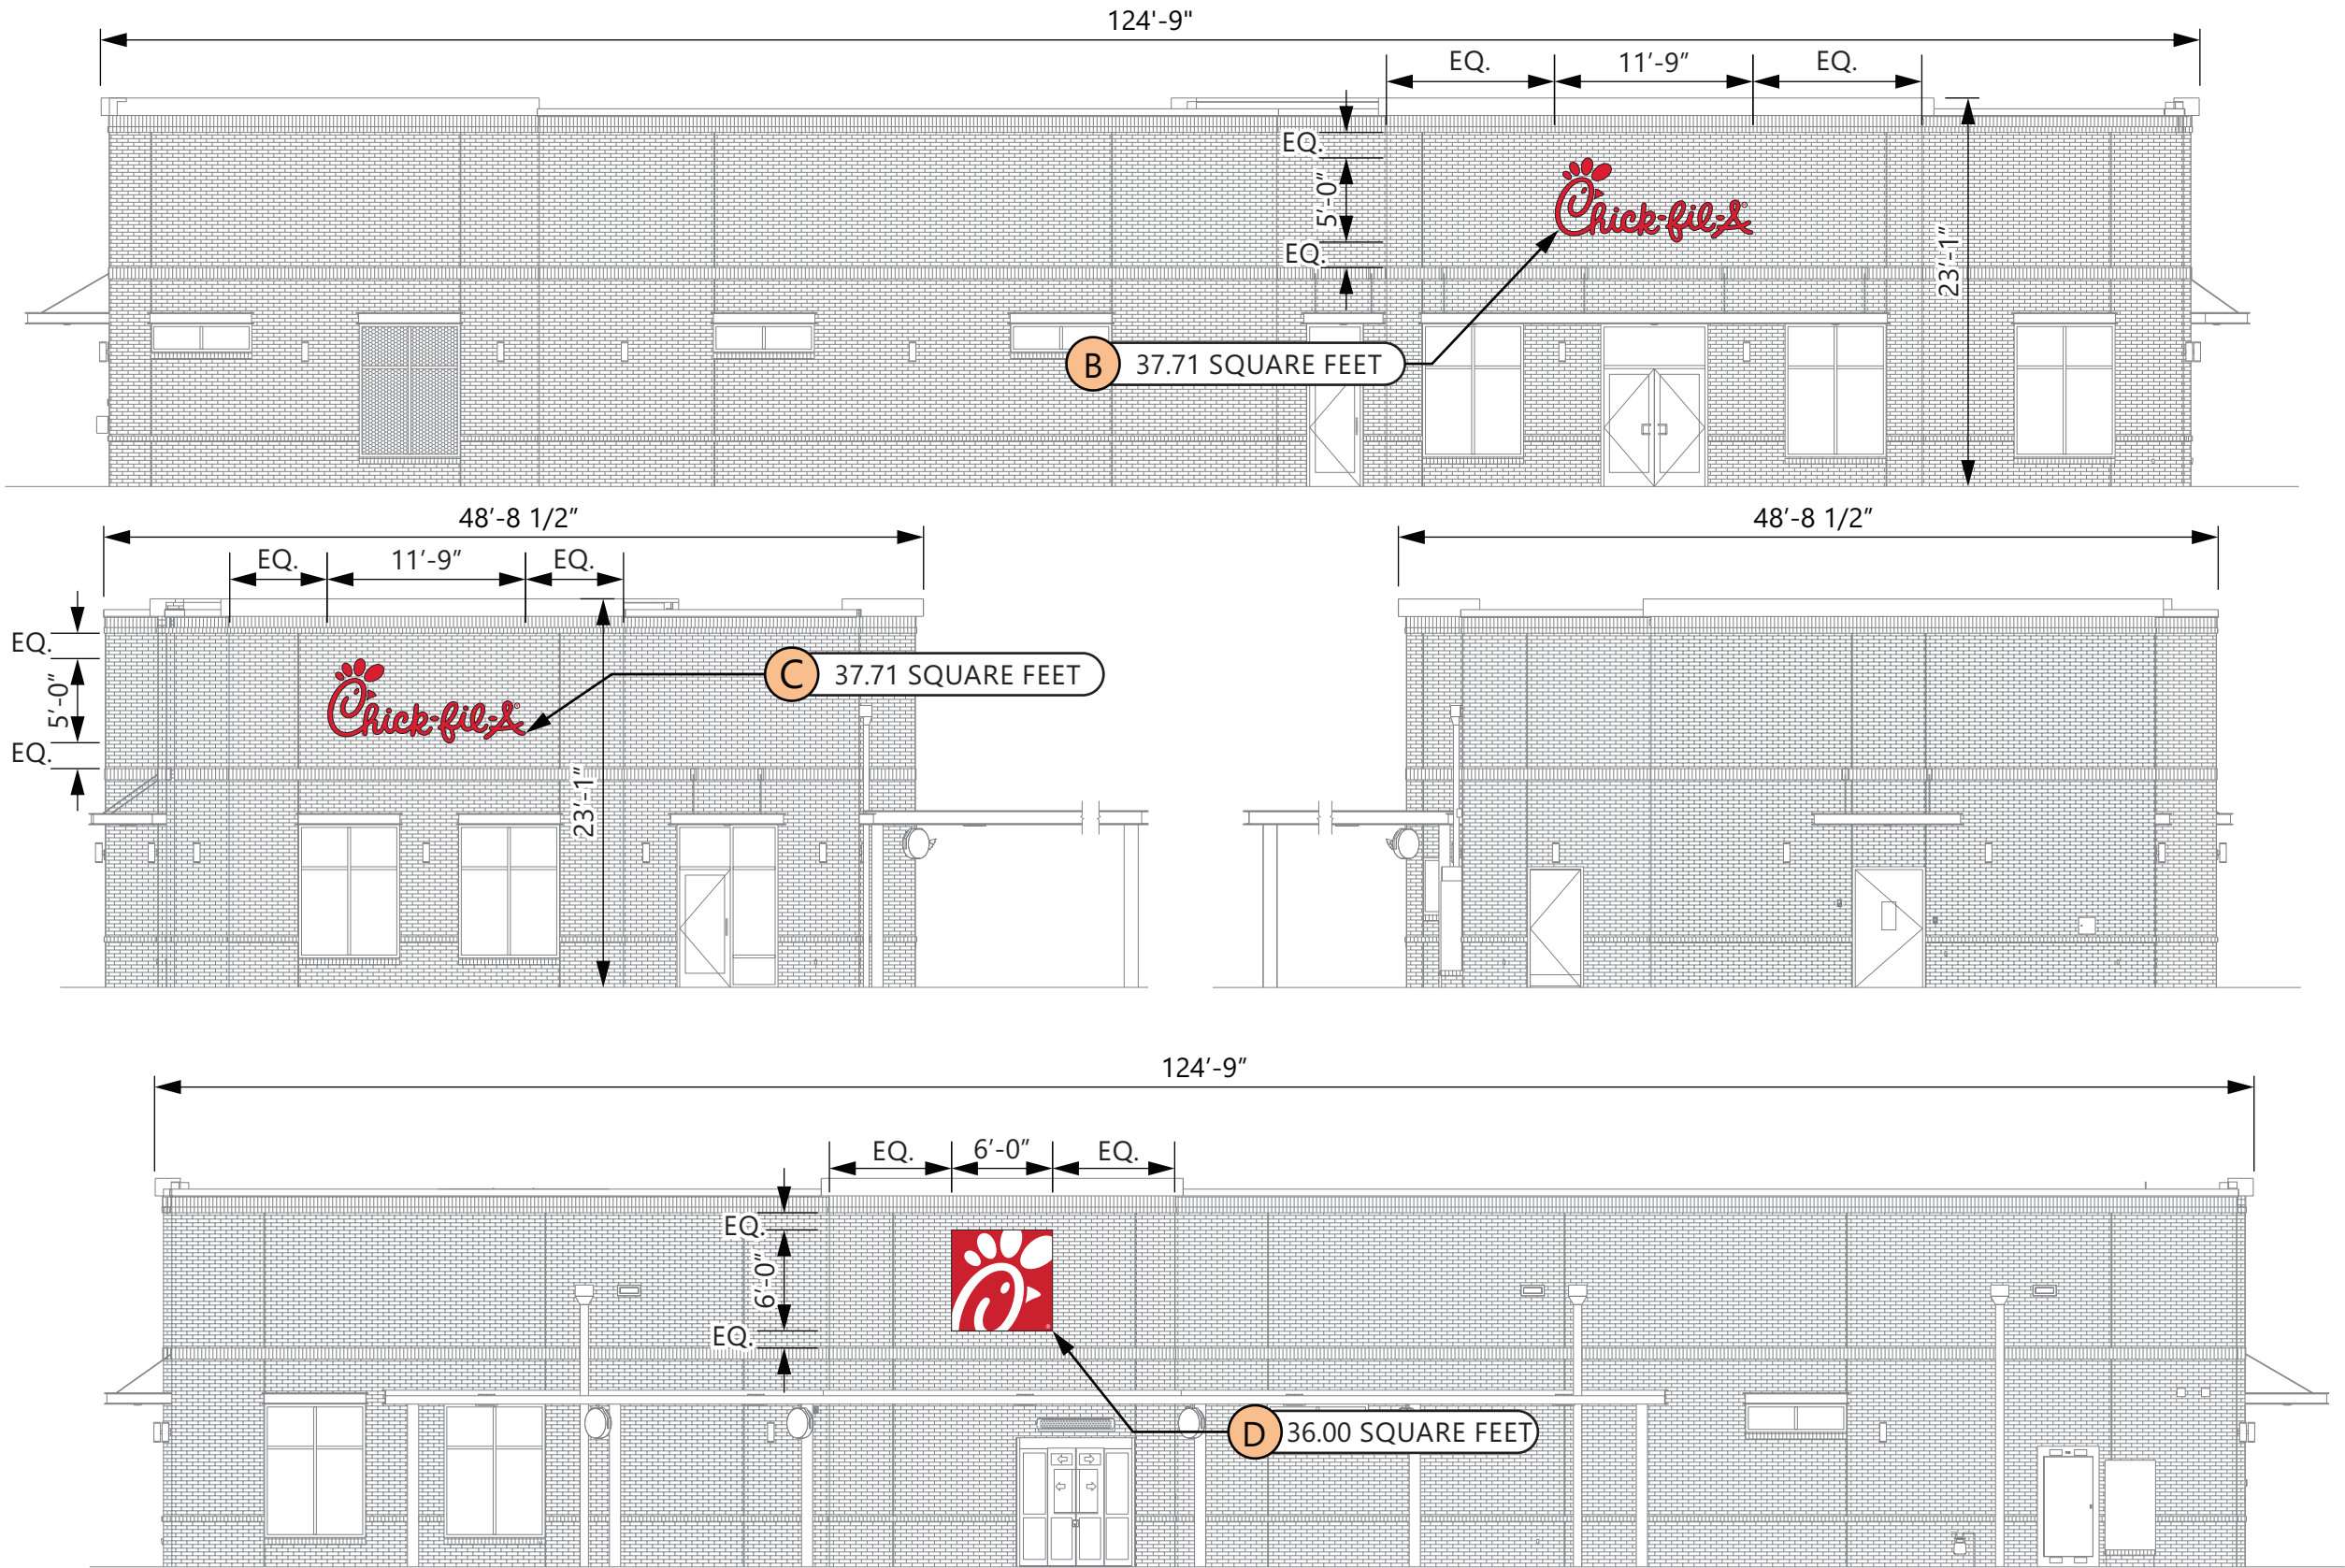 124'-9"
EQ. 11'-9" EQ.
EQ.
5'-0"
EQ.
Chick-fil-A®
23'-1"
B 37.71 SQUARE FEET
48'-8 1/2"
48'-8 1/2"
EQ. 11'-9" EQ.
EQ.
5'-0"
EQ.
Chick-fil-A®
C 37.71 SQUARE FEET
23'-1"
124'-9"
EQ. 6'-0" EQ.
EQ.
6'-0"
EQ.
C
®
D 36.00 SQUARE FEET